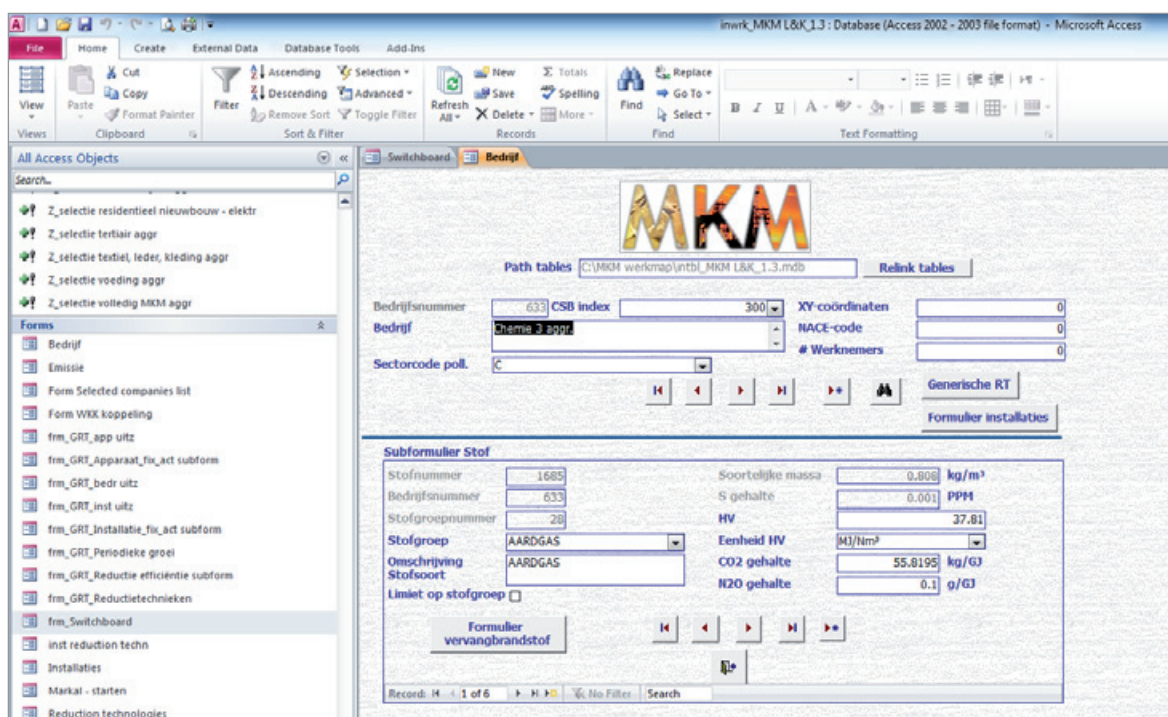 inwrk_MKM L&K_1.3 : Database (Access 2002 - 2003 file format) - Microsoft Access
File Home Create External Data Database Tools Add-Ins
View
Views
Paste
Cut
Copy
Format Painter
Clipboard
Filter
Ascending
Descending
Remove Sort
Selection
Advanced
Toggle Filter
Sort & Filter
Refresh All
New
Save
Delete
Totals
Spelling
More
Records
Find
Replace
Go To
Select
Find
B I U A
Text Formatting
All Access Objects
Search...
Z_selectie residentieel nieuwbouw - elektr
Z_selectie tertiair aggr
Z_selectie textiel, leder, kleding aggr
Z_selectie voeding aggr
Z_selectie volledig MKM aggr
Forms
Bedrijf
Emissie
Form Selected companies list
Form WKK koppeling
frm_GRT_app uitz
frm_GRT_Apparaat_fix_act subform
frm_GRT_bedr uitz
frm_GRT_inst uitz
frm_GRT_Installatie_fix_act subform
frm_GRT_Periodieke groei
frm_GRT_Reductie efficiëntie subform
frm_GRT_Reductietechnieken
frm_Switchboard
inst reduction techn
Installaties
Markal - starten
Reduction technologies
Switchboard Bedrijf
MKM
Path tables C:\MKM werkmap\intbl_MKM L&K_1.3.mdb Relink tables
Bedrijfsnummer 633 CSB index 300 XY-coördinaten 0
Bedrijf Chemie 3 aggr. NACE-code 0
# Werknemers 0
Sectorcode poll. C
Generische RT
Formulier installaties
Subformulier Stof
Stofnummer 1685 Soortelijke massa 0.808 kg/m³
Bedrijfsnummer 633 S gehalte 0.001 PPM
Stofgroepnummer 28 HV 37.81
Stofgroep AARDGAS Eenheid HV MJ/Nm³
Omschrijving Stofsoort AARDGAS CO2 gehalte 55.8195 kg/GJ
Limiet op stofgroep N2O gehalte 0.1 g/GJ
Formulier
vervangbrandstof
Record: 1 of 6 No Filter Search